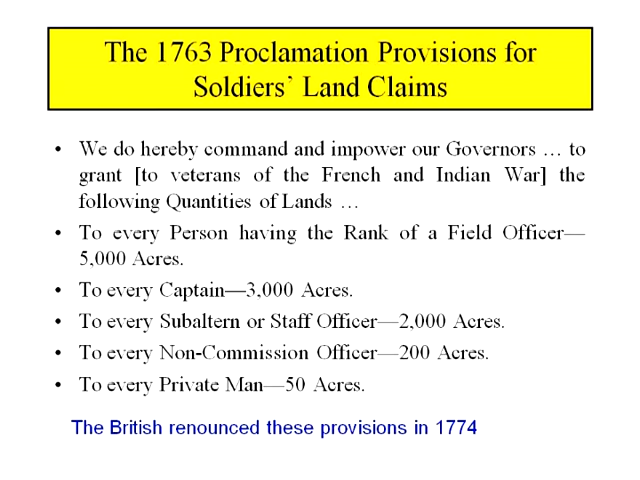 The 1763 Proclamation Provisions for
Soldiers' Land Claims
• We do hereby command and impower our Governors … to
grant [to veterans of the French and Indian War] the
following Quantities of Lands …
• To every Person having the Rank of a Field Officer—
5,000 Acres.
• To every Captain—3,000 Acres.
• To every Subaltern or Staff Officer—2,000 Acres.
• To every Non-Commission Officer—200 Acres.
• To every Private Man—50 Acres.
The British renounced these provisions in 1774